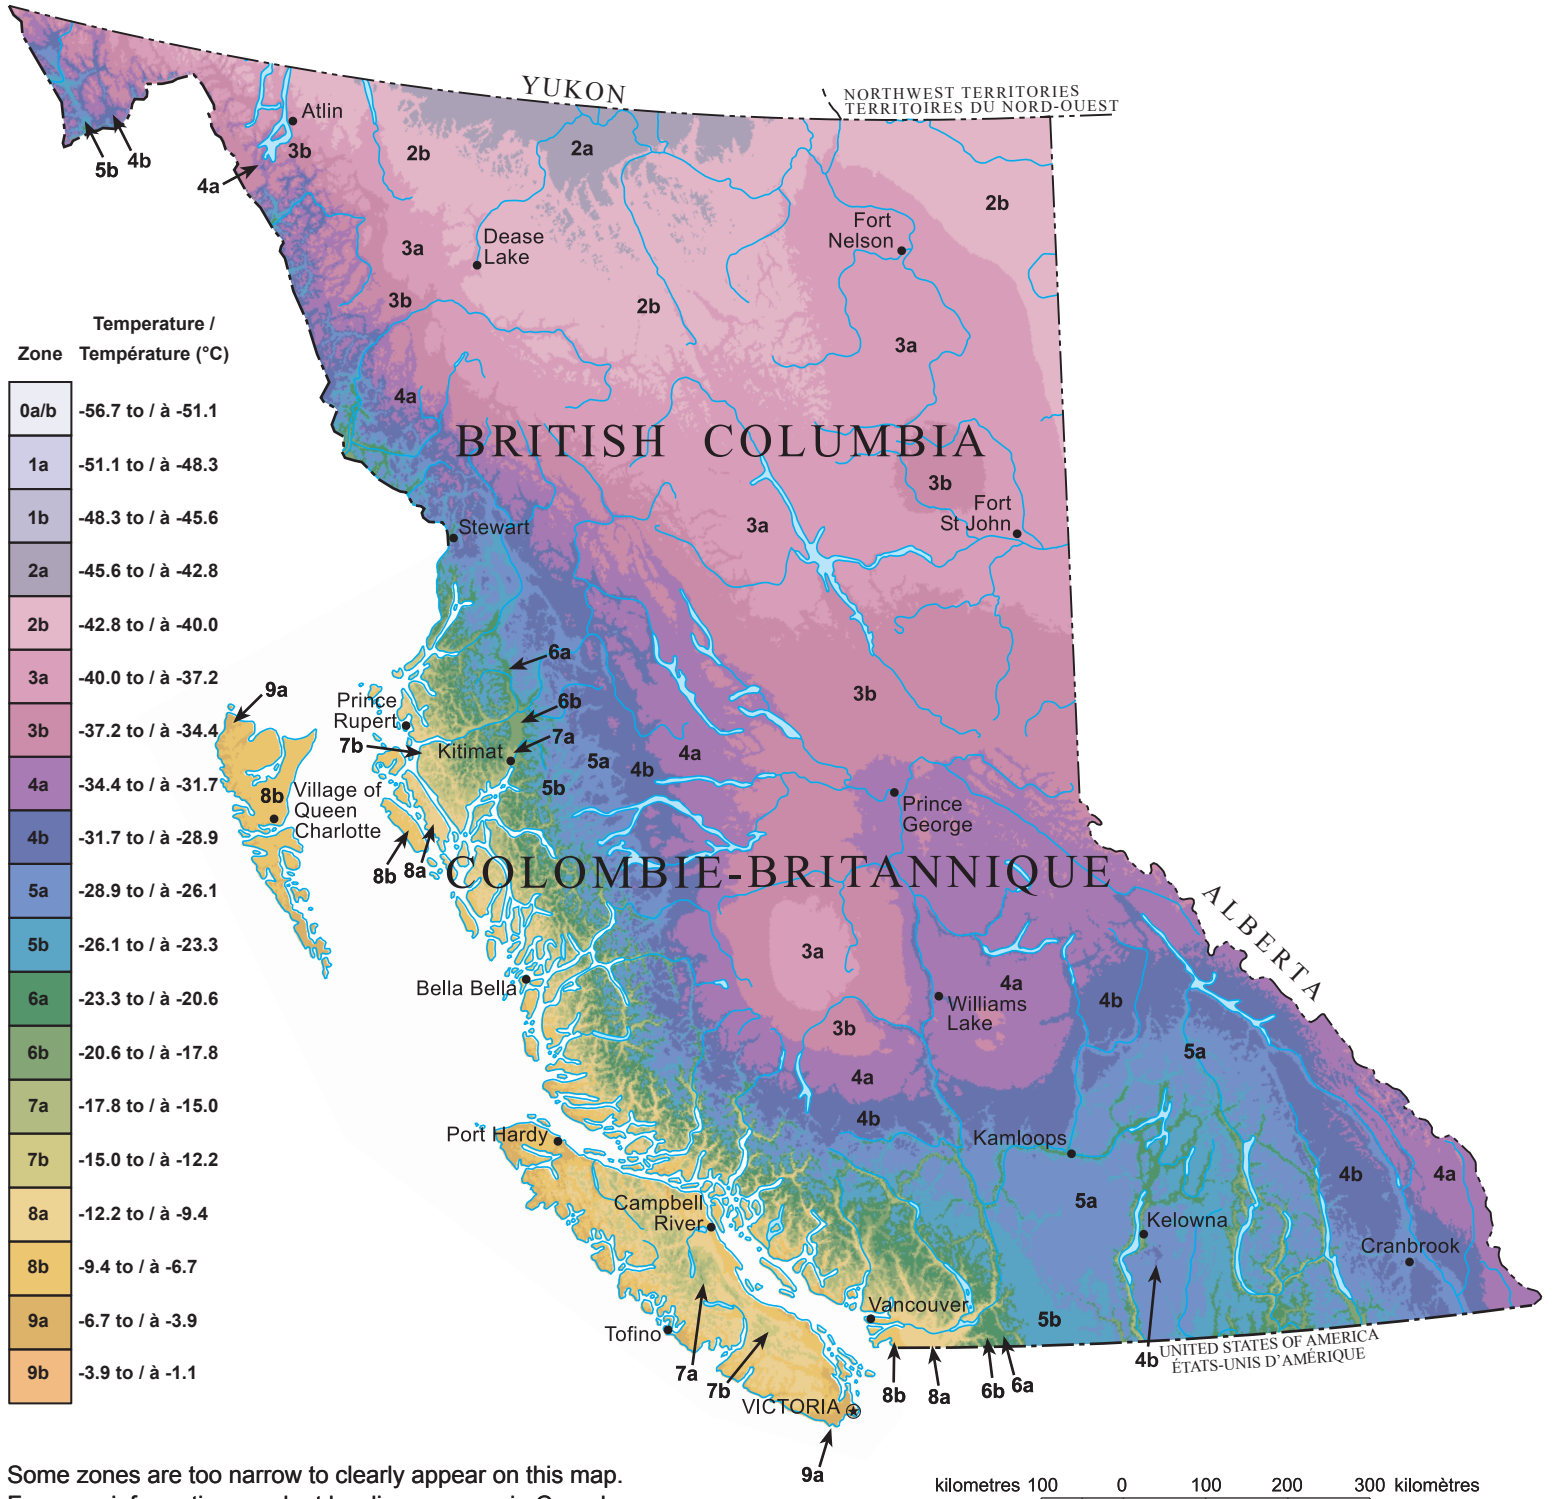 YUKON
NORTHWEST TERRITORIES
TERRITOIRES DU NORD-OUEST
Atlin
3b
2b
2a
5b
4b
4a
2b
Fort
Nelson
3a
Dease
Lake
3b
2b
3a
4a
BRITISH COLUMBIA
3b
Fort
St John
3a
Stewart
6a
6b
3b
9a
Prince
Rupert
7b
Kitimat
7a
5a
4b
4a
5b
8b
Village of
Queen
Charlotte
Prince
George
8b
8a
COLOMBIE-BRITANNIQUE
ALBERTA
3a
4a
4b
Bella Bella
Williams
Lake
3b
5a
4a
4b
Port Hardy
Kamloops
4b
4a
Campbell
River
5a
Kelowna
Cranbrook
Vancouver
5b
Tofino
7a
7b
VICTORIA
9a
8b
8a
6b
6a
4b
UNITED STATES OF AMERICA
ÉTATS-UNIS D'AMÉRIQUE
Temperature /
Zone Température (°C)
0a/b -56.7 to / à -51.1
1a -51.1 to / à -48.3
1b -48.3 to / à -45.6
2a -45.6 to / à -42.8
2b -42.8 to / à -40.0
3a -40.0 to / à -37.2
3b -37.2 to / à -34.4
4a -34.4 to / à -31.7
4b -31.7 to / à -28.9
5a -28.9 to / à -26.1
5b -26.1 to / à -23.3
6a -23.3 to / à -20.6
6b -20.6 to / à -17.8
7a -17.8 to / à -15.0
7b -15.0 to / à -12.2
8a -12.2 to / à -9.4
8b -9.4 to / à -6.7
9a -6.7 to / à -3.9
9b -3.9 to / à -1.1
Some zones are too narrow to clearly appear on this map.
kilometres 100 0 100 200 300 kilomètres